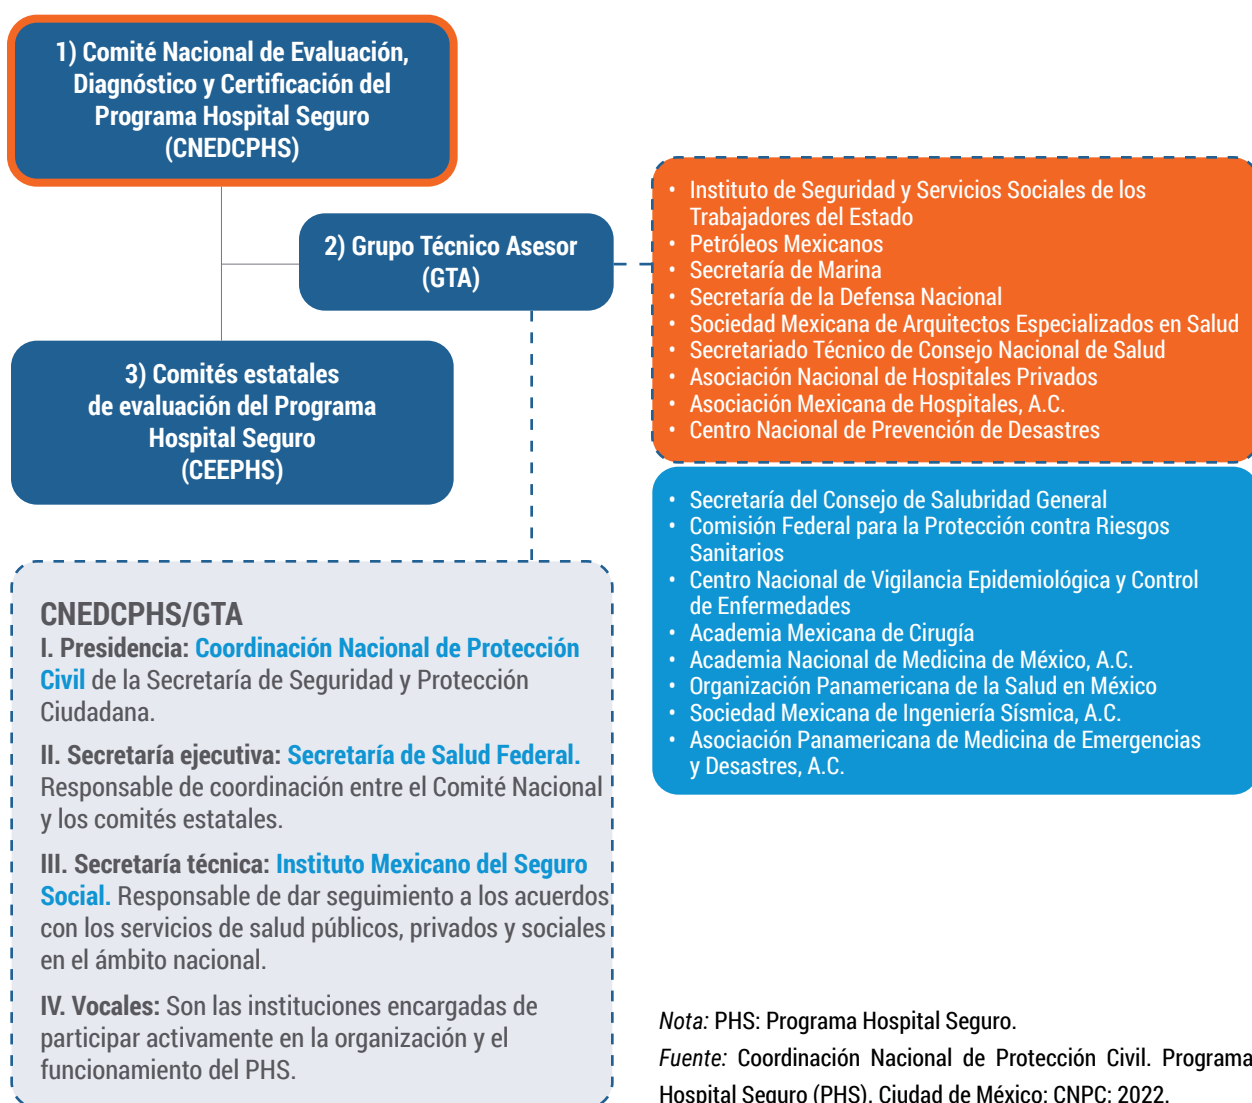 1) Comité Nacional de Evaluación,
Diagnóstico y Certificación del
Programa Hospital Seguro
(CNEDCPHS)
2) Grupo Técnico Asesor
(GTA)
3) Comités estatales
de evaluación del Programa
Hospital Seguro
(CEEPHS)
• Instituto de Seguridad y Servicios Sociales de los
Trabajadores del Estado
• Petróleos Mexicanos
• Secretaría de Marina
• Secretaría de la Defensa Nacional
• Sociedad Mexicana de Arquitectos Especializados en Salud
• Secretariado Técnico de Consejo Nacional de Salud
• Asociación Nacional de Hospitales Privados
• Asociación Mexicana de Hospitales, A.C.
• Centro Nacional de Prevención de Desastres
• Secretaría del Consejo de Salubridad General
• Comisión Federal para la Protección contra Riesgos
Sanitarios
• Centro Nacional de Vigilancia Epidemiológica y Control
de Enfermedades
• Academia Mexicana de Cirugía
• Academia Nacional de Medicina de México, A.C.
• Organización Panamericana de la Salud en México
• Sociedad Mexicana de Ingeniería Sísmica, A.C.
• Asociación Panamericana de Medicina de Emergencias
y Desastres, A.C.
CNEDCPHS/GTA
I. Presidencia: Coordinación Nacional de Protección
Civil de la Secretaría de Seguridad y Protección
Ciudadana.
II. Secretaría ejecutiva: Secretaría de Salud Federal.
Responsable de coordinación entre el Comité Nacional
y los comités estatales.
III. Secretaría técnica: Instituto Mexicano del Seguro
Social. Responsable de dar seguimiento a los acuerdos
con los servicios de salud públicos, privados y sociales
en el ámbito nacional.
IV. Vocales: Son las instituciones encargadas de
participar activamente en la organización y el
funcionamiento del PHS.
Nota: PHS: Programa Hospital Seguro.
Fuente: Coordinación Nacional de Protección Civil. Programa
Hospital Seguro (PHS). Ciudad de México: CNPC; 2022.